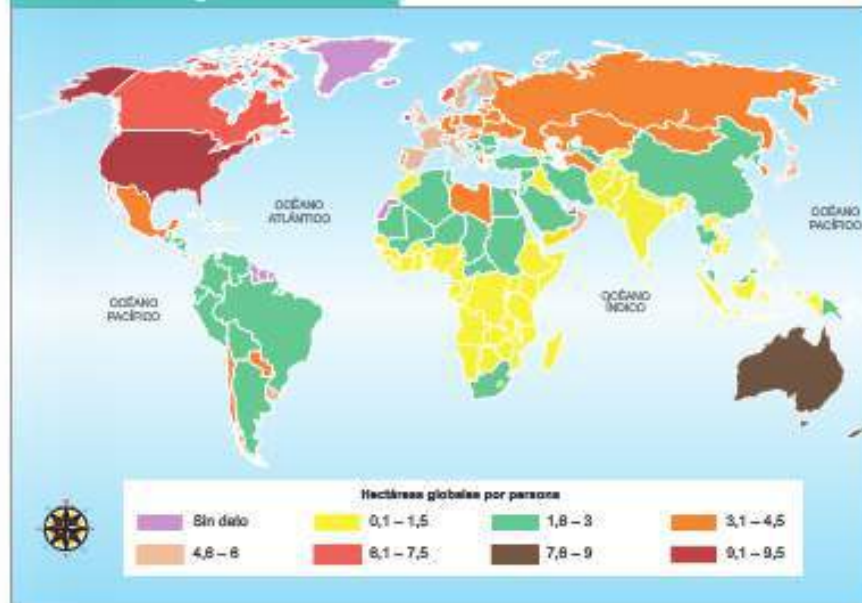 OCÉANO
ATLÁNTICO
OCÉANO
PACÍFICO
OCÉANO
PACÍFICO
OCÉANO
ÍNDICO
Hectáreas globales por persona
Sin dato
0,1 – 1,5
1,6 – 3
3,1 – 4,5
4,6 – 6
6,1 – 7,5
7,6 – 9
9,1 – 9,5